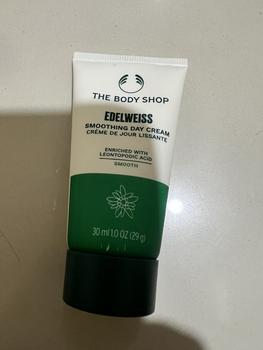 THE BODY SHOP
EDELWEISS
SMOOTHING DAY CREAM
CRÈME DE JOUR LISSANTE
ENRICHED WITH
LEONTOPODIC ACID
SMOOTH
30 ml 1.0 OZ (29 g)